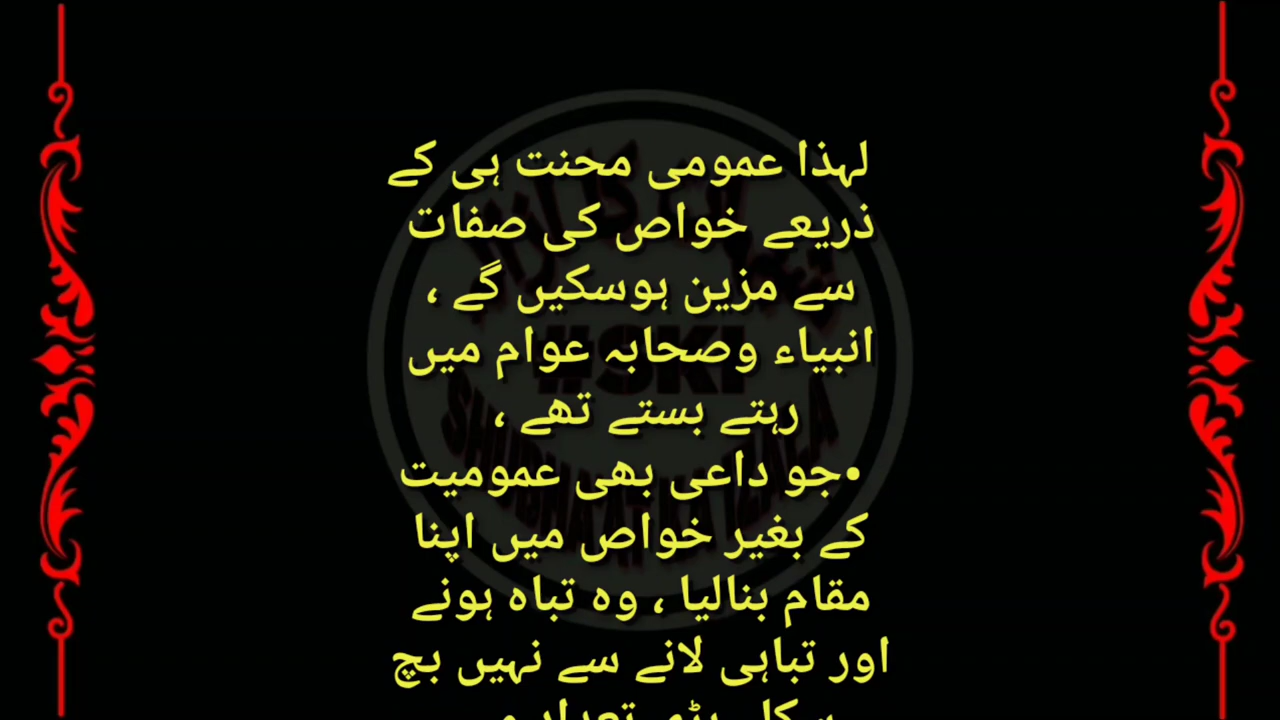 لہذا عمومی محنت ہی کے
ذریعے خواص کی صفات
سے مزین ہوسکیں گے ،
انبیاء وصحابہ عوام میں
رہتے بستے تھے ،
•جو داعی بھی عمومیت
کے بغیر خواص میں اپنا
مقام بنالیا ، وہ تباہ ہونے
اور تباہی لانے سے نہیں بچ
#SKI